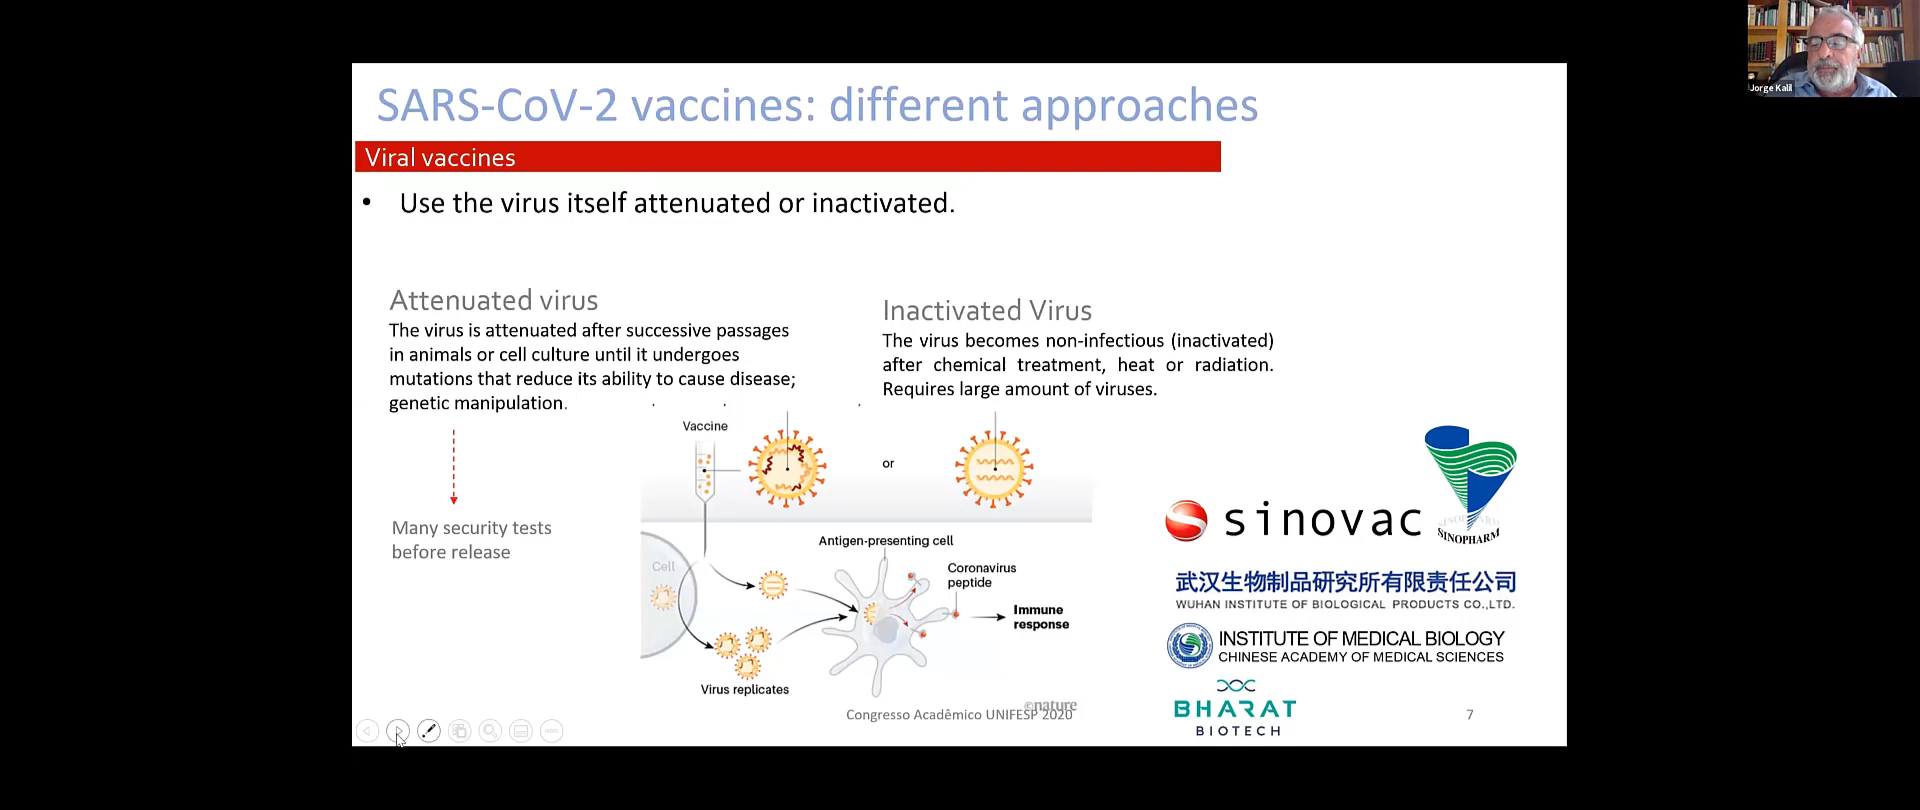 Jorge Kalil
SARS-CoV-2 vaccines: different approaches
Viral vaccines
• Use the virus itself attenuated or inactivated.
Attenuated virus
The virus is attenuated after successive passages
in animals or cell culture until it undergoes
mutations that reduce its ability to cause disease;
genetic manipulation.
Many security tests
before release
Inactivated Virus
The virus becomes non-infectious (inactivated)
after chemical treatment, heat or radiation.
Requires large amount of viruses.
Vaccine
or
Cell
Antigen-presenting cell
Coronavirus
peptide
Immune
response
Virus replicates
©nature
sinovac
SINOPHARM
武汉生物制品研究所有限责任公司
WUHAN INSTITUTE OF BIOLOGICAL PRODUCTS CO.,LTD.
INSTITUTE OF MEDICAL BIOLOGY
CHINESE ACADEMY OF MEDICAL SCIENCES
BHARAT
BIOTECH
Congresso Acadêmico UNIFESP 2020
7